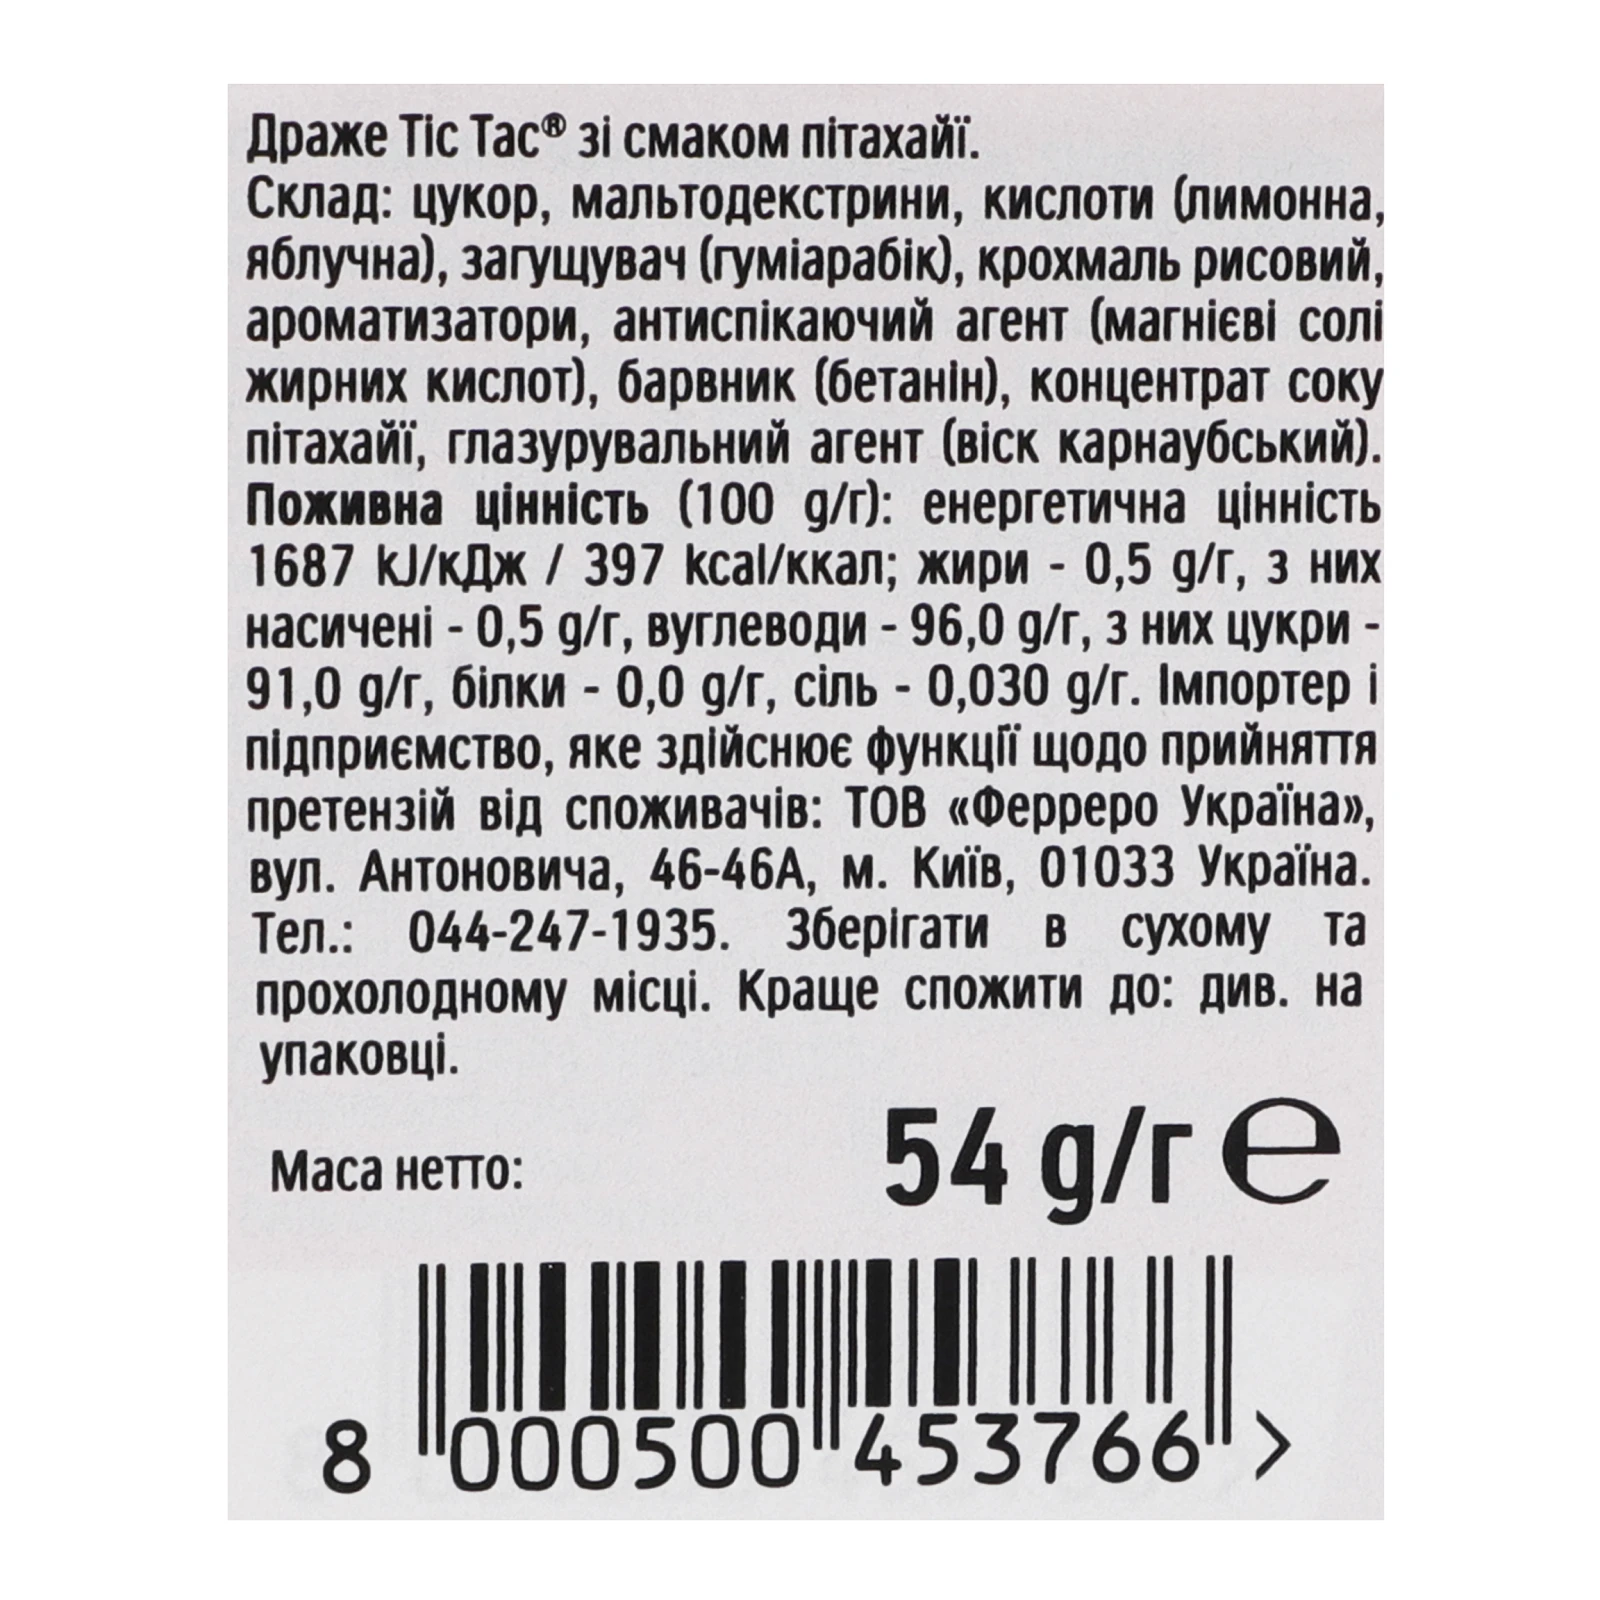 Драже Tic Tac® зі смаком пітахайї.
Склад: цукор, мальтодекстрини, кислоти (лимонна,
яблучна), загущувач (гуміарабік), крохмаль рисовий,
ароматизатори, антиспікаючий агент (магнієві солі
жирних кислот), барвник (бетанін), концентрат соку
пітахайї, глазурувальний агент (віск карнаубський).
Поживна цінність (100 g/г): енергетична цінність
1687 kJ/кДж / 397 kcal/ккал; жири - 0,5 g/г, з них
насичені - 0,5 g/г, вуглеводи - 96,0 g/г, з них цукри -
91,0 g/г, білки - 0,0 g/г, сіль - 0,030 g/г. Імпортер і
підприємство, яке здійснює функції щодо прийняття
претензій від споживачів: ТОВ «Ферреро Україна»,
вул. Антоновича, 46-46А, м. Київ, 01033 Україна.
Тел.: 044-247-1935. Зберігати в сухому та
прохолодному місці. Краще спожити до: див. на
упаковці.
Маса нетто: 54 g/г ℮
8 000500 453766 >